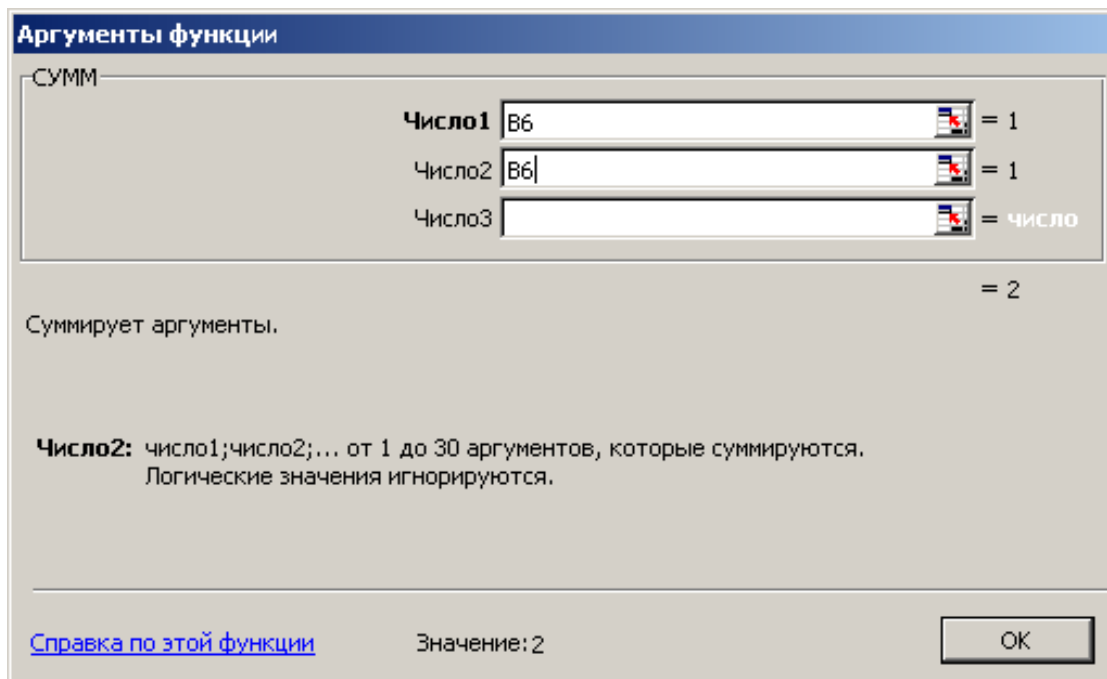 Аргументы функции
СУММ
Число1 B6 = 1
Число2 B6 = 1
Число3 = число
= 2
Суммирует аргументы.
Число2: число1;число2;... от 1 до 30 аргументов, которые суммируются.
Логические значения игнорируются.
Справка по этой функции Значение:2 ОК